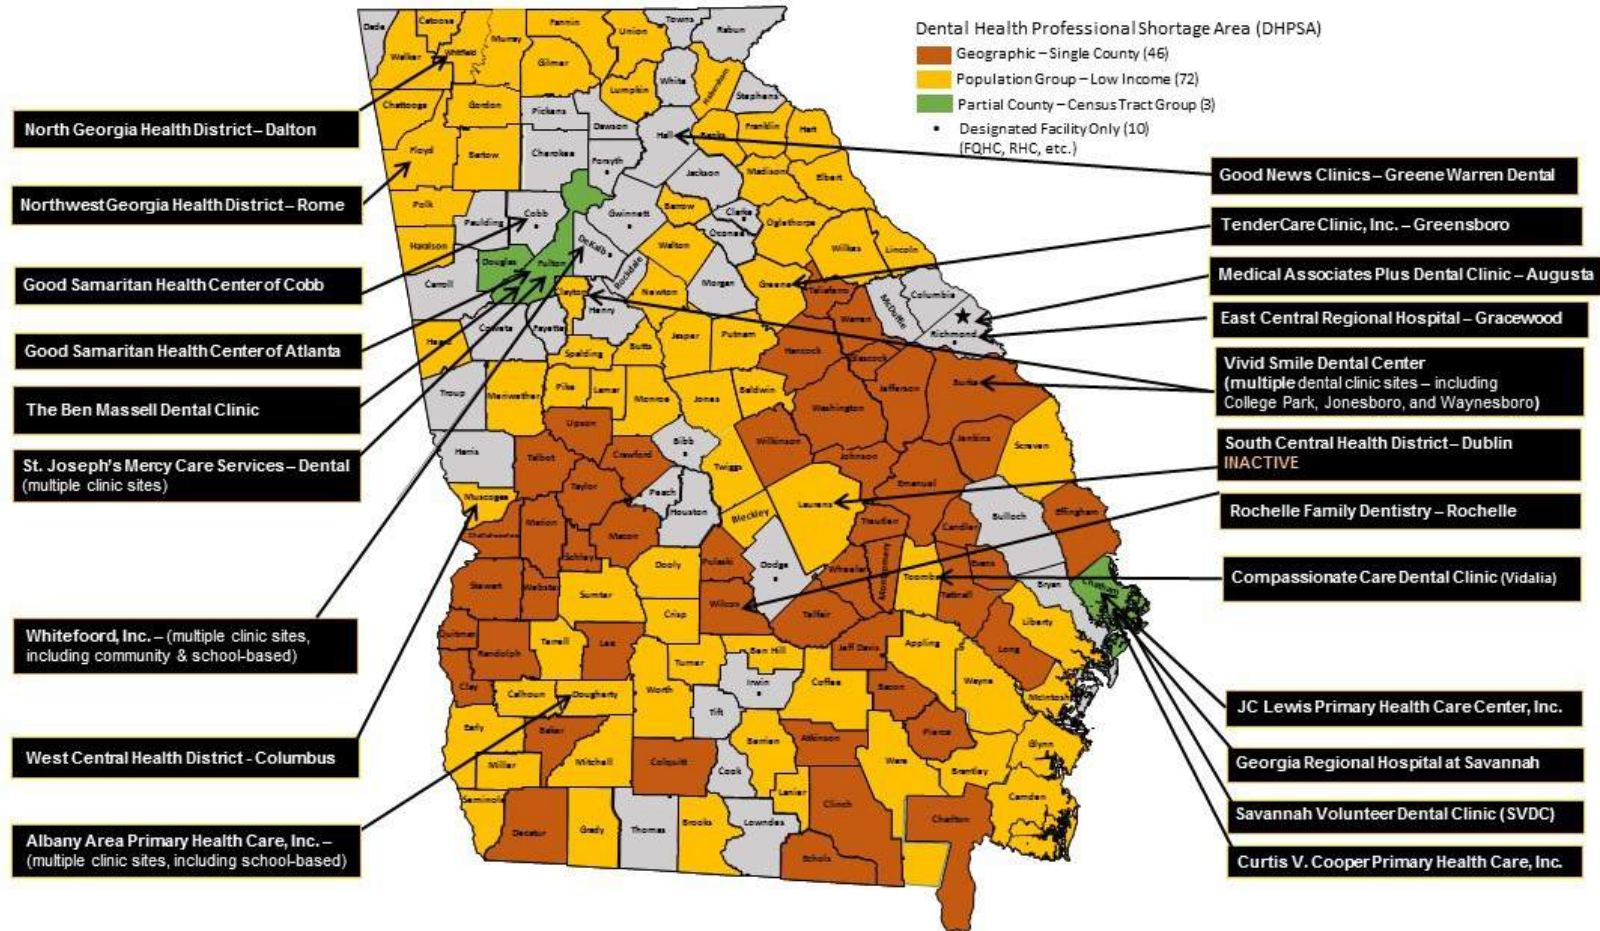 Dental Health Professional Shortage Area (DHPSA)
Geographic – Single County (46)
Population Group – Low Income (72)
Partial County – Census Tract Group (3)
Designated Facility Only (10)
(FQHC, RHC, etc.)
North Georgia Health District – Dalton
Northwest Georgia Health District – Rome
Good Samaritan Health Center of Cobb
Good Samaritan Health Center of Atlanta
The Ben Massell Dental Clinic
St. Joseph's Mercy Care Services – Dental
(multiple clinic sites)
Whitefoord, Inc. – (multiple clinic sites,
including community & school-based)
West Central Health District - Columbus
Albany Area Primary Health Care, Inc. –
(multiple clinic sites, including school-based)
Good News Clinics – Greene Warren Dental
TenderCare Clinic, Inc. – Greensboro
Medical Associates Plus Dental Clinic – Augusta
East Central Regional Hospital – Gracewood
Vivid Smile Dental Center
(multiple dental clinic sites – including
College Park, Jonesboro, and Waynesboro)
South Central Health District – Dublin
INACTIVE
Rochelle Family Dentistry – Rochelle
Compassionate Care Dental Clinic (Vidalia)
JC Lewis Primary Health Care Center, Inc.
Georgia Regional Hospital at Savannah
Savannah Volunteer Dental Clinic (SVDC)
Curtis V. Cooper Primary Health Care, Inc.
Dade
Catoosa
Walker
Whitfield
Murray
Fannin
Gilmer
Union
Towns
Rabun
White
Habersham
Lumpkin
Stephens
Chattooga
Gordon
Pickens
Dawson
Hall
Banks
Franklin
Hart
Floyd
Bartow
Cherokee
Forsyth
Jackson
Madison
Elbert
Polk
Paulding
Cobb
Gwinnett
Barrow
Clarke
Oconee
Oglethorpe
Haralson
Douglas
Fulton
DeKalb
Rockdale
Walton
Wilkes
Lincoln
Carroll
Clayton
Henry
Newton
Morgan
Greene
Taliaferro
McDuffie
Columbia
Richmond
Heard
Coweta
Fayette
Spalding
Butts
Jasper
Putnam
Hancock
Warren
Glascock
Jefferson
Burke
Troup
Meriwether
Pike
Lamar
Monroe
Jones
Baldwin
Washington
Upson
Harris
Talbot
Crawford
Bibb
Wilkinson
Johnson
Jenkins
Screven
Muscogee
Taylor
Peach
Twiggs
Houston
Bleckley
Laurens
Emanuel
Treutlen
Candler
Bulloch
Effingham
Marion
Macon
Schley
Dooly
Pulaski
Dodge
Wheeler
Montgomery
Toombs
Evans
Tattnall
Bryan
Chatham
Stewart
Webster
Sumter
Crisp
Wilcox
Telfair
Liberty
Long
Quitman
Randolph
Terrell
Lee
Turner
Ben Hill
Jeff Davis
Appling
Clay
Calhoun
Dougherty
Worth
Irwin
Coffee
Bacon
Wayne
McIntosh
Early
Baker
Mitchell
Tift
Berrien
Atkinson
Pierce
Glynn
Miller
Colquitt
Cook
Lanier
Ware
Brantley
Camden
Seminole
Decatur
Grady
Thomas
Brooks
Lowndes
Clinch
Charlton
Echols